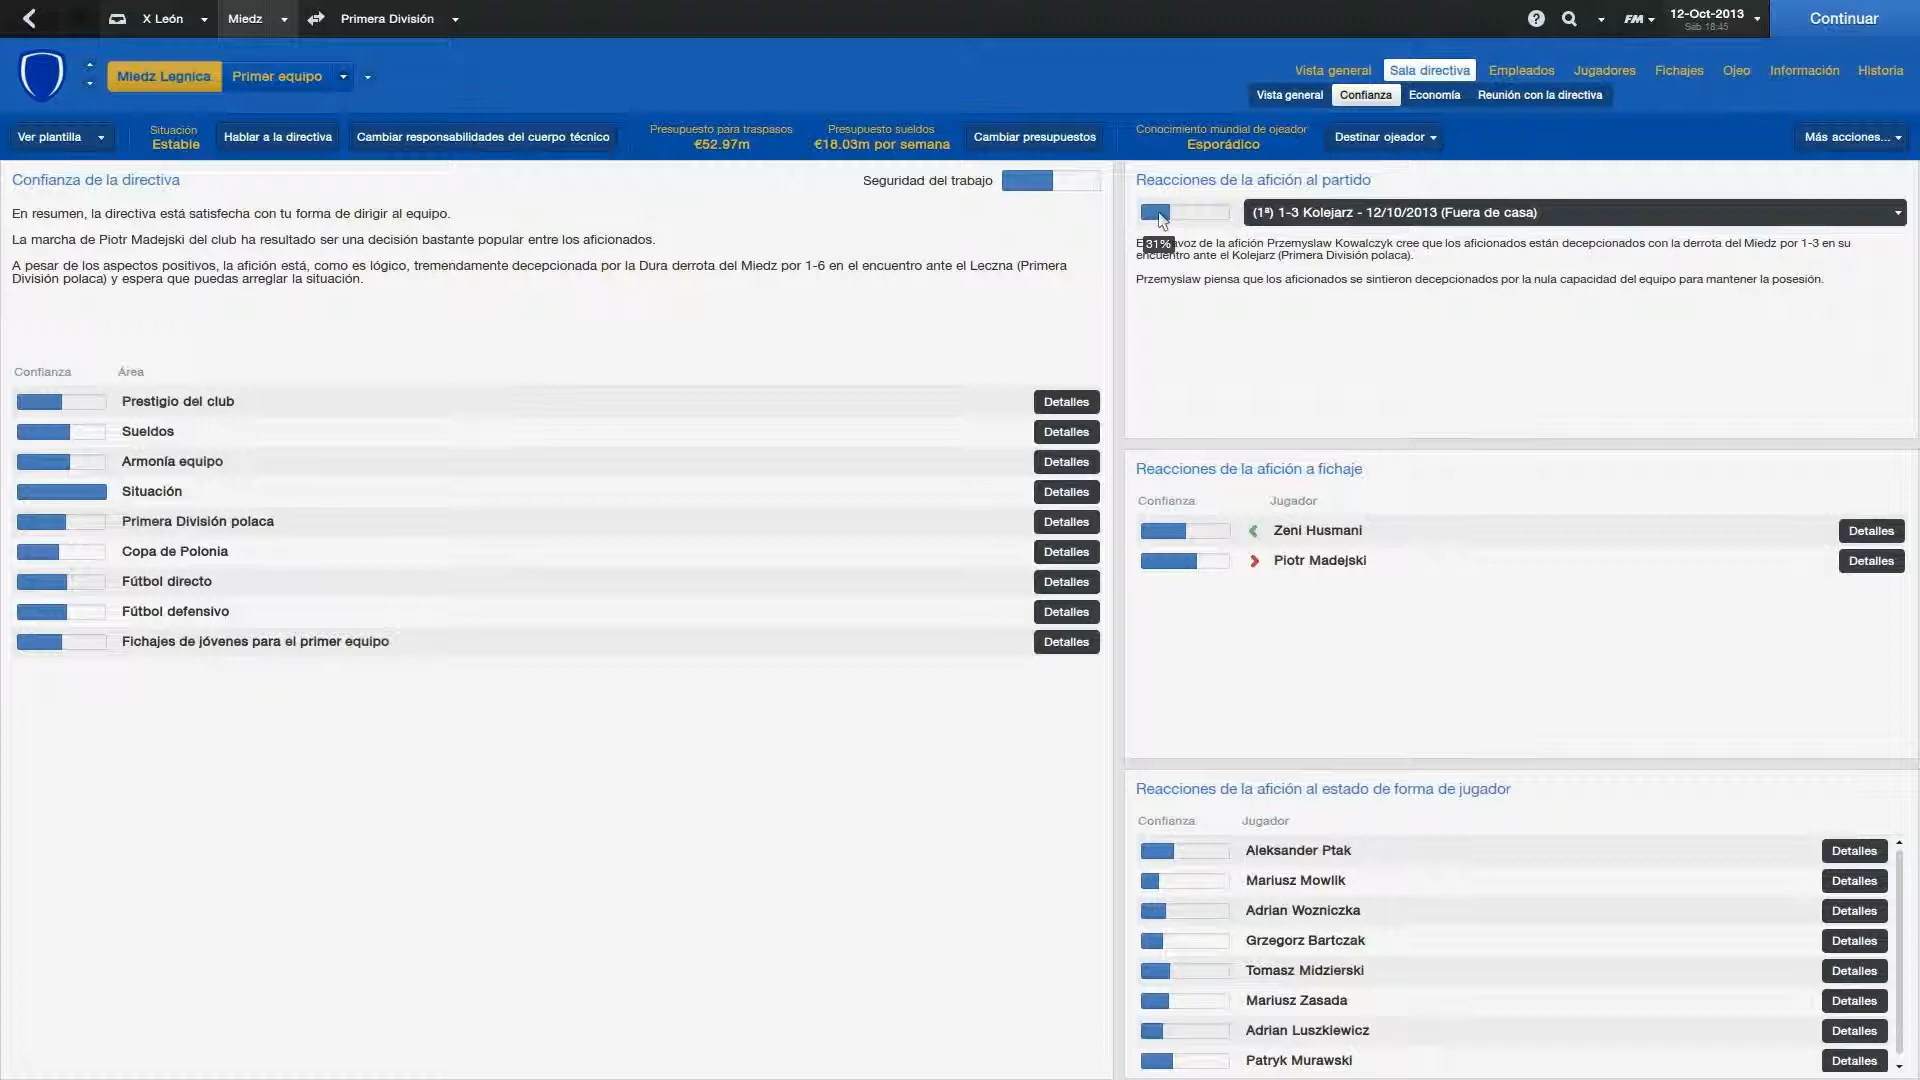 X León
Miedz
Primera División
FM
12-Oct-2013
Sáb 18:45
Continuar
Miedz Legnica
Primer equipo
Vista general
Sala directiva
Empleados
Jugadores
Fichajes
Ojeo
Información
Historia
Vista general
Confianza
Economía
Reunión con la directiva
Ver plantilla
Situación
Estable
Hablar a la directiva
Cambiar responsabilidades del cuerpo técnico
Presupuesto para traspasos
€52.97m
Presupuesto sueldos
€18.03m por semana
Cambiar presupuestos
Conocimiento mundial de ojeador
Esporádico
Destinar ojeador
Más acciones...
Confianza de la directiva
Seguridad del trabajo
En resumen, la directiva está satisfecha con tu forma de dirigir al equipo.
La marcha de Piotr Madejski del club ha resultado ser una decisión bastante popular entre los aficionados.
A pesar de los aspectos positivos, la afición está, como es lógico, tremendamente decepcionada por la Dura derrota del Miedz por 1-6 en el encuentro ante el Leczna (Primera
División polaca) y espera que puedas arreglar la situación.
Confianza
Área
Prestigio del club
Detalles
Sueldos
Detalles
Armonía equipo
Detalles
Situación
Detalles
Primera División polaca
Detalles
Copa de Polonia
Detalles
Fútbol directo
Detalles
Fútbol defensivo
Detalles
Fichajes de jóvenes para el primer equipo
Detalles
Reacciones de la afición al partido
(1ª) 1-3 Kolejarz - 12/10/2013 (Fuera de casa)
31%
avoz de la afición Przemyslaw Kowalczyk cree que los aficionados están decepcionados con la derrota del Miedz por 1-3 en su
encuentro ante el Kolejarz (Primera División polaca).
Przemyslaw piensa que los aficionados se sintieron decepcionados por la nula capacidad del equipo para mantener la posesión.
Reacciones de la afición a fichaje
Confianza
Jugador
Zeni Husmani
Detalles
Piotr Madejski
Detalles
Reacciones de la afición al estado de forma de jugador
Confianza
Jugador
Aleksander Ptak
Detalles
Mariusz Mowlik
Detalles
Adrian Wozniczka
Detalles
Grzegorz Bartczak
Detalles
Tomasz Midzierski
Detalles
Mariusz Zasada
Detalles
Adrian Luszkiewicz
Detalles
Patryk Murawski
Detalles